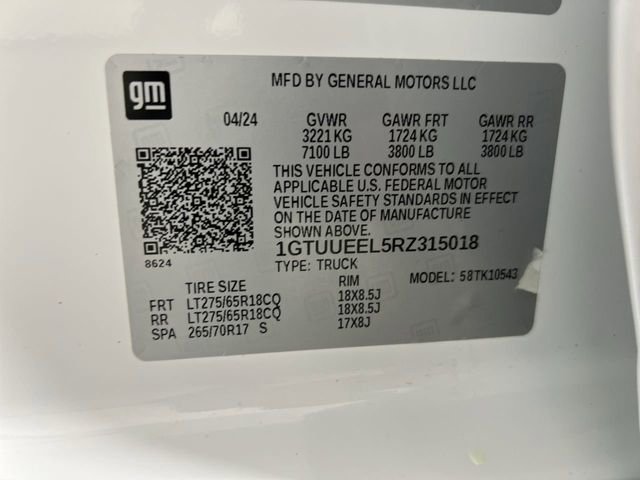 gm
MFD BY GENERAL MOTORS LLC
04/24 GVWR GAWR FRT GAWR RR
3221 KG 1724 KG 1724 KG
7100 LB 3800 LB 3800 LB
THIS VEHICLE CONFORMS TO ALL
APPLICABLE U.S. FEDERAL MOTOR
VEHICLE SAFETY STANDARDS IN EFFECT
ON THE DATE OF MANUFACTURE
SHOWN ABOVE.
8624
1GTUUEEL5RZ315018
TYPE: TRUCK MODEL: 58TK10543
TIRE SIZE RIM
FRT LT275/65R18CQ 18X8.5J
RR LT275/65R18CQ 18X8.5J
SPA 265/70R17 S 17X8J